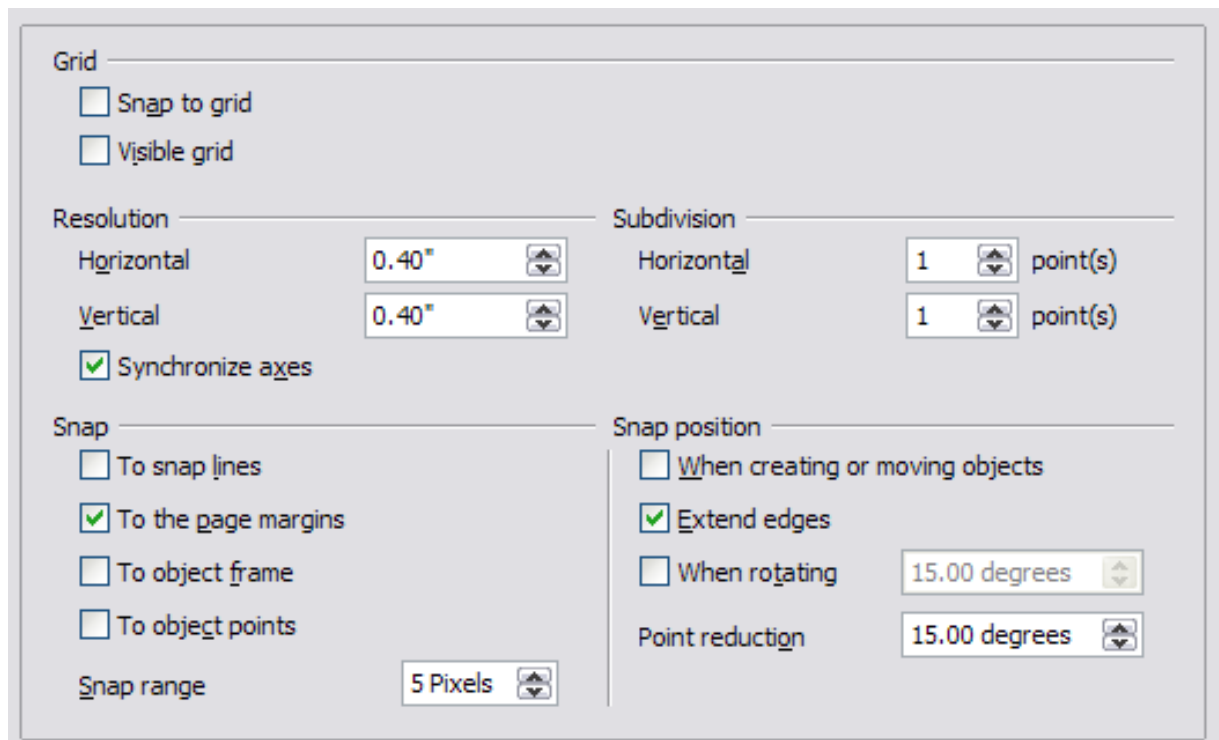 Grid
Snap to grid
Visible grid
Resolution
Horizontal 0.40"
Vertical 0.40"
Synchronize axes
Subdivision
Horizontal 1 point(s)
Vertical 1 point(s)
Snap
To snap lines
To the page margins
To object frame
To object points
Snap range 5 Pixels
Snap position
When creating or moving objects
Extend edges
When rotating 15.00 degrees
Point reduction 15.00 degrees